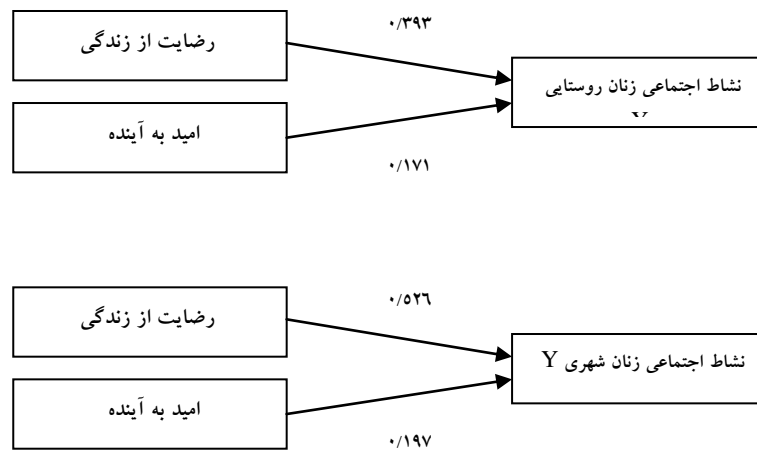 ۰/۳۹۳
رضایت از زندگی
نشاط اجتماعی زنان روستایی
Y
امید به آینده
۰/۱۷۱
۰/۵۲۶
رضایت از زندگی
نشاط اجتماعی زنان شهری Y
امید به آینده
۰/۱۹۷